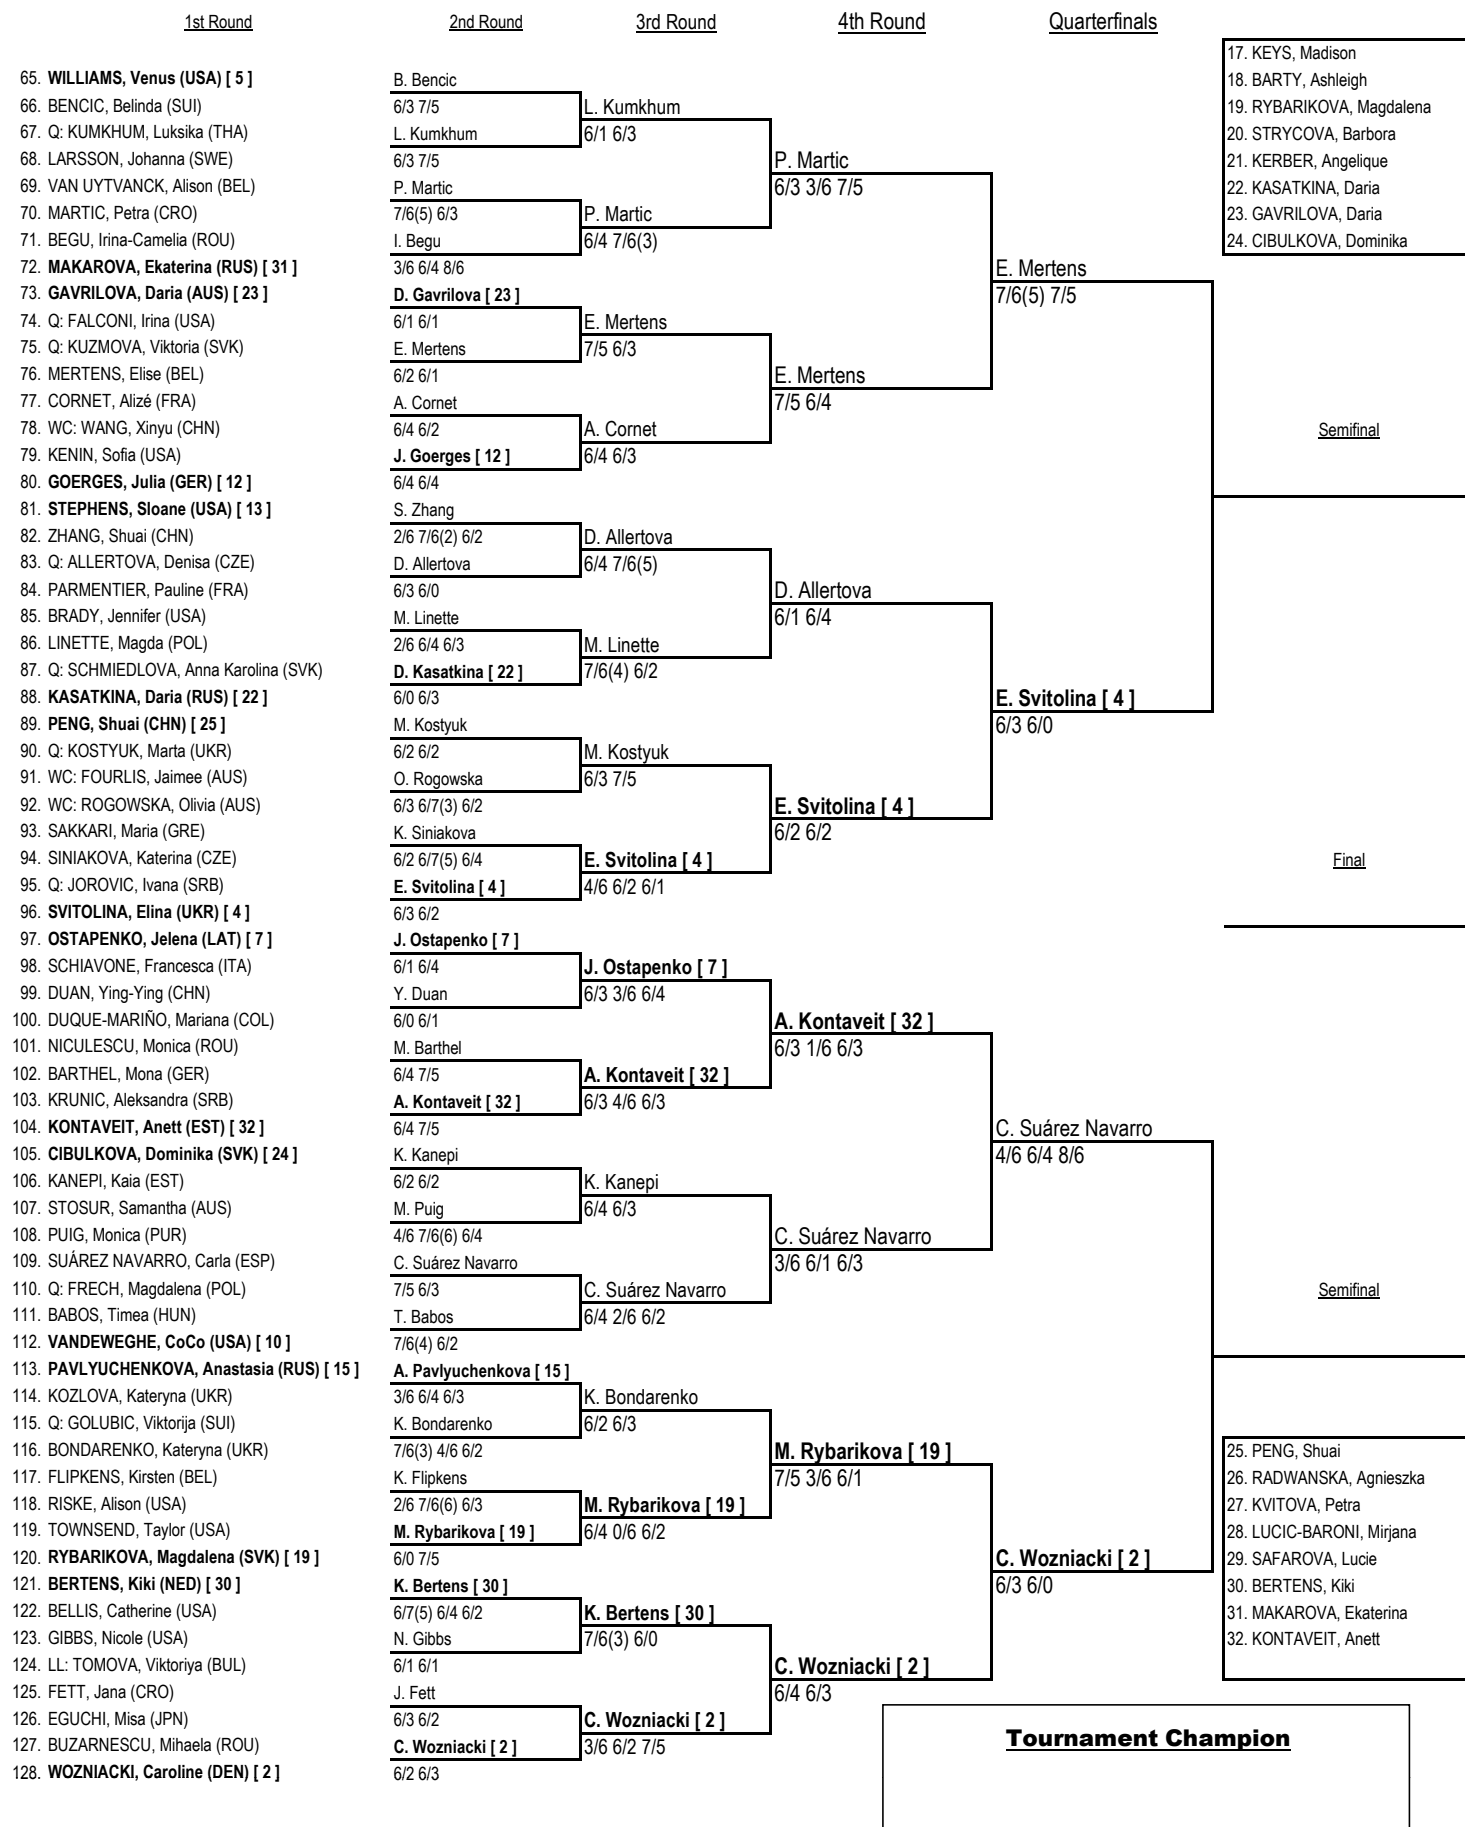 1st Round
2nd Round
3rd Round
4th Round
Quarterfinals
65. WILLIAMS, Venus (USA) [ 5 ]
66. BENCIC, Belinda (SUI)
67. Q: KUMKHUM, Luksika (THA)
68. LARSSON, Johanna (SWE)
69. VAN UYTVANCK, Alison (BEL)
70. MARTIC, Petra (CRO)
71. BEGU, Irina-Camelia (ROU)
72. MAKAROVA, Ekaterina (RUS) [ 31 ]
73. GAVRILOVA, Daria (AUS) [ 23 ]
74. Q: FALCONI, Irina (USA)
75. Q: KUZMOVA, Viktoria (SVK)
76. MERTENS, Elise (BEL)
77. CORNET, Alizé (FRA)
78. WC: WANG, Xinyu (CHN)
79. KENIN, Sofia (USA)
80. GOERGES, Julia (GER) [ 12 ]
81. STEPHENS, Sloane (USA) [ 13 ]
82. ZHANG, Shuai (CHN)
83. Q: ALLERTOVA, Denisa (CZE)
84. PARMENTIER, Pauline (FRA)
85. BRADY, Jennifer (USA)
86. LINETTE, Magda (POL)
87. Q: SCHMIEDLOVA, Anna Karolina (SVK)
88. KASATKINA, Daria (RUS) [ 22 ]
89. PENG, Shuai (CHN) [ 25 ]
90. Q: KOSTYUK, Marta (UKR)
91. WC: FOURLIS, Jaimee (AUS)
92. WC: ROGOWSKA, Olivia (AUS)
93. SAKKARI, Maria (GRE)
94. SINIAKOVA, Katerina (CZE)
95. Q: JOROVIC, Ivana (SRB)
96. SVITOLINA, Elina (UKR) [ 4 ]
97. OSTAPENKO, Jelena (LAT) [ 7 ]
98. SCHIAVONE, Francesca (ITA)
99. DUAN, Ying-Ying (CHN)
100. DUQUE-MARIÑO, Mariana (COL)
101. NICULESCU, Monica (ROU)
102. BARTHEL, Mona (GER)
103. KRUNIC, Aleksandra (SRB)
104. KONTAVEIT, Anett (EST) [ 32 ]
105. CIBULKOVA, Dominika (SVK) [ 24 ]
106. KANEPI, Kaia (EST)
107. STOSUR, Samantha (AUS)
108. PUIG, Monica (PUR)
109. SUÁREZ NAVARRO, Carla (ESP)
110. Q: FRECH, Magdalena (POL)
111. BABOS, Timea (HUN)
112. VANDEWEGHE, CoCo (USA) [ 10 ]
113. PAVLYUCHENKOVA, Anastasia (RUS) [ 15 ]
114. KOZLOVA, Kateryna (UKR)
115. Q: GOLUBIC, Viktorija (SUI)
116. BONDARENKO, Kateryna (UKR)
117. FLIPKENS, Kirsten (BEL)
118. RISKE, Alison (USA)
119. TOWNSEND, Taylor (USA)
120. RYBARIKOVA, Magdalena (SVK) [ 19 ]
121. BERTENS, Kiki (NED) [ 30 ]
122. BELLIS, Catherine (USA)
123. GIBBS, Nicole (USA)
124. LL: TOMOVA, Viktoriya (BUL)
125. FETT, Jana (CRO)
126. EGUCHI, Misa (JPN)
127. BUZARNESCU, Mihaela (ROU)
128. WOZNIACKI, Caroline (DEN) [ 2 ]
B. Bencic
6/3 7/5
L. Kumkhum
6/3 7/5
P. Martic
7/6(5) 6/3
I. Begu
3/6 6/4 8/6
D. Gavrilova [ 23 ]
6/1 6/1
E. Mertens
6/2 6/1
A. Cornet
6/4 6/2
J. Goerges [ 12 ]
6/4 6/4
S. Zhang
2/6 7/6(2) 6/2
D. Allertova
6/3 6/0
M. Linette
2/6 6/4 6/3
D. Kasatkina [ 22 ]
6/0 6/3
M. Kostyuk
6/2 6/2
O. Rogowska
6/3 6/7(3) 6/2
K. Siniakova
6/2 6/7(5) 6/4
E. Svitolina [ 4 ]
6/3 6/2
J. Ostapenko [ 7 ]
6/1 6/4
Y. Duan
6/0 6/1
M. Barthel
6/4 7/5
A. Kontaveit [ 32 ]
6/4 7/5
K. Kanepi
6/2 6/2
M. Puig
4/6 7/6(6) 6/4
C. Suárez Navarro
7/5 6/3
T. Babos
7/6(4) 6/2
A. Pavlyuchenkova [ 15 ]
3/6 6/4 6/3
K. Bondarenko
7/6(3) 4/6 6/2
K. Flipkens
2/6 7/6(6) 6/3
M. Rybarikova [ 19 ]
6/0 7/5
K. Bertens [ 30 ]
6/7(5) 6/4 6/2
N. Gibbs
6/1 6/1
J. Fett
6/3 6/2
C. Wozniacki [ 2 ]
6/2 6/3
L. Kumkhum
6/1 6/3
P. Martic
6/4 7/6(3)
E. Mertens
7/5 6/3
A. Cornet
6/4 6/3
D. Allertova
6/4 7/6(5)
M. Linette
7/6(4) 6/2
M. Kostyuk
6/3 7/5
E. Svitolina [ 4 ]
4/6 6/2 6/1
J. Ostapenko [ 7 ]
6/3 3/6 6/4
A. Kontaveit [ 32 ]
6/3 4/6 6/3
K. Kanepi
6/4 6/3
C. Suárez Navarro
6/4 2/6 6/2
K. Bondarenko
6/2 6/3
M. Rybarikova [ 19 ]
6/4 0/6 6/2
K. Bertens [ 30 ]
7/6(3) 6/0
C. Wozniacki [ 2 ]
3/6 6/2 7/5
P. Martic
6/3 3/6 7/5
E. Mertens
7/5 6/4
D. Allertova
6/1 6/4
E. Svitolina [ 4 ]
6/2 6/2
A. Kontaveit [ 32 ]
6/3 1/6 6/3
C. Suárez Navarro
3/6 6/1 6/3
M. Rybarikova [ 19 ]
7/5 3/6 6/1
C. Wozniacki [ 2 ]
6/4 6/3
E. Mertens
7/6(5) 7/5
E. Svitolina [ 4 ]
6/3 6/0
C. Suárez Navarro
4/6 6/4 8/6
C. Wozniacki [ 2 ]
6/3 6/0
17. KEYS, Madison
18. BARTY, Ashleigh
19. RYBARIKOVA, Magdalena
20. STRYCOVA, Barbora
21. KERBER, Angelique
22. KASATKINA, Daria
23. GAVRILOVA, Daria
24. CIBULKOVA, Dominika
Semifinal
Final
Semifinal
25. PENG, Shuai
26. RADWANSKA, Agnieszka
27. KVITOVA, Petra
28. LUCIC-BARONI, Mirjana
29. SAFAROVA, Lucie
30. BERTENS, Kiki
31. MAKAROVA, Ekaterina
32. KONTAVEIT, Anett
Tournament Champion